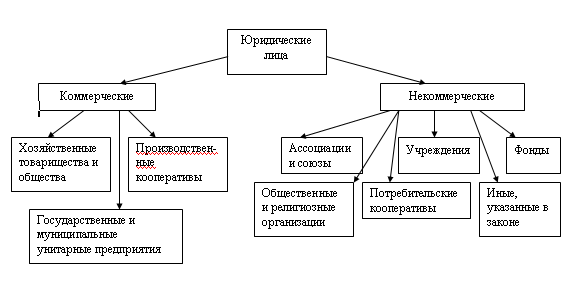 Юридические
лица
Коммерческие
Некоммерческие
Хозяйственные
товарищества и
общества
Производствен-
ные
кооперативы
Государственные и
муниципальные
унитарные предприятия
Ассоциации
и союзы
Учреждения
Фонды
Общественные
и религиозные
организации
Потребительские
кооперативы
Иные,
указанные в
законе